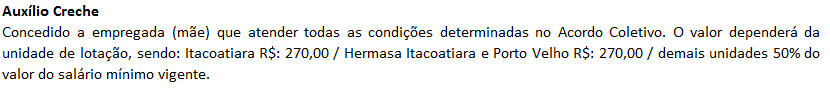 Auxílio Creche
Concedido a empregada (mãe) que atender todas as condições determinadas no Acordo Coletivo. O valor dependerá da
unidade de lotação, sendo: Itacoatiara R$: 270,00 / Hermasa Itacoatiara e Porto Velho R$: 270,00 / demais unidades 50% do
valor do salário mínimo vigente.